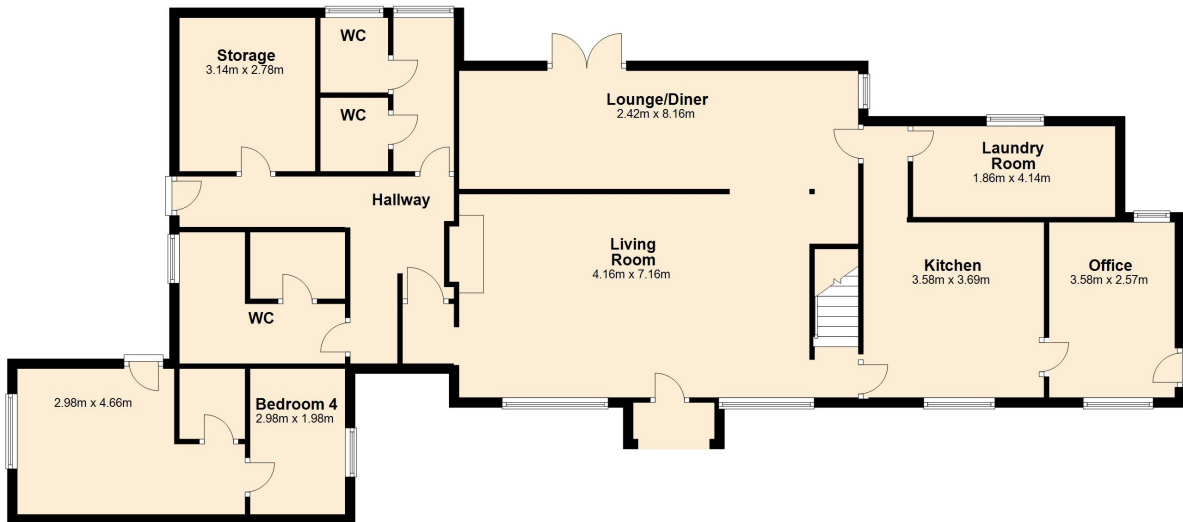 Storage
3.14m x 2.78m
WC
WC
Lounge/Diner
2.42m x 8.16m
Laundry
Room
1.86m x 4.14m
Hallway
Living
Room
4.16m x 7.16m
Kitchen
3.58m x 3.69m
Office
3.58m x 2.57m
WC
2.98m x 4.66m
Bedroom 4
2.98m x 1.98m